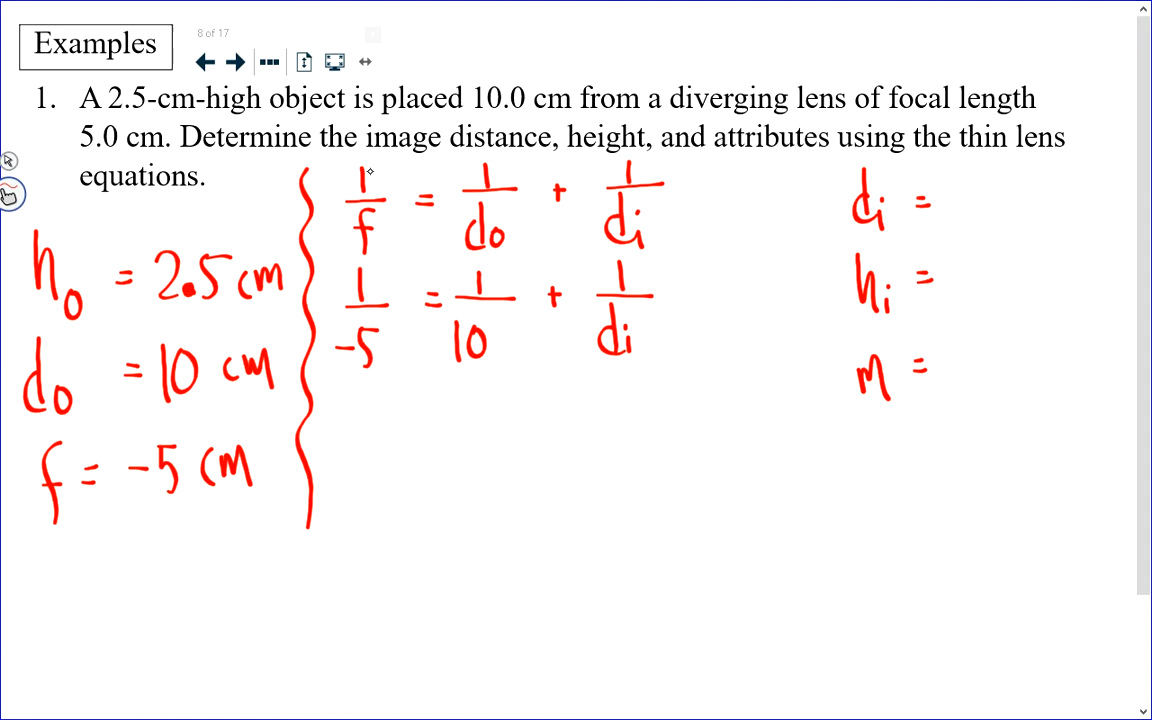 Examples
8 of 17
1. A 2.5-cm-high object is placed 10.0 cm from a diverging lens of focal length
5.0 cm. Determine the image distance, height, and attributes using the thin lens
equations.
h₀ = 2.5 cm
d₀ = 10 cm
f = -5 cm
1/f = 1/do + 1/di
1/-5 = 1/10 + 1/di
di =
hi =
m =